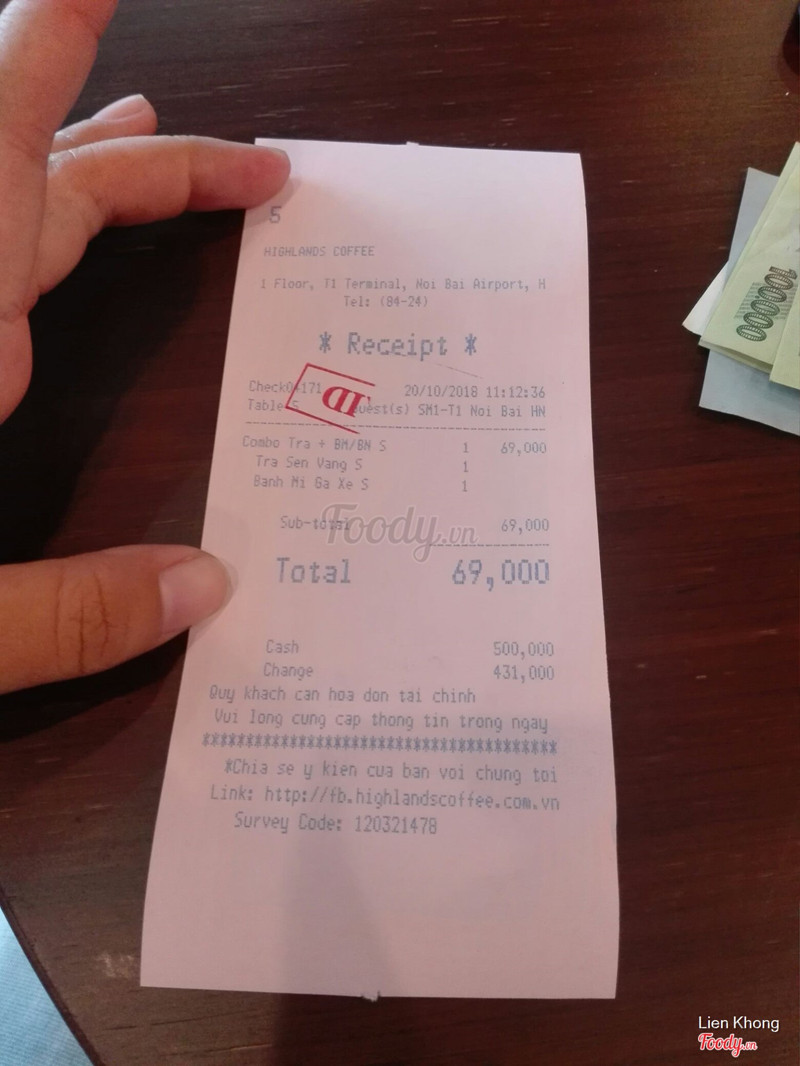 5
HIGHLANDS COFFEE
1 Floor, T1 Terminal, Noi Bai Airport, H
Tel: (84-24)
* Receipt *
20/10/2018 11:12:36
Table 5 SM1-T1 Noi Bai HN
Combo Tra + BM/BN S 1 69,000
Tra Sen Vang S 1
Banh Mi Ga Xe S 1
Sub-total 69,000
Foody.vn
Total 69,000
Cash 500,000
Change 431,000
Quy khach can hoa don tai chinh
Vui long cung cap thong tin trong ngay
****************************************
*Chia se y kien cua ban voi chung toi
Link: http://fb.highlandscoffee.com.vn
Survey Code: 120321478
100000
Lien Khong
Foody.vn